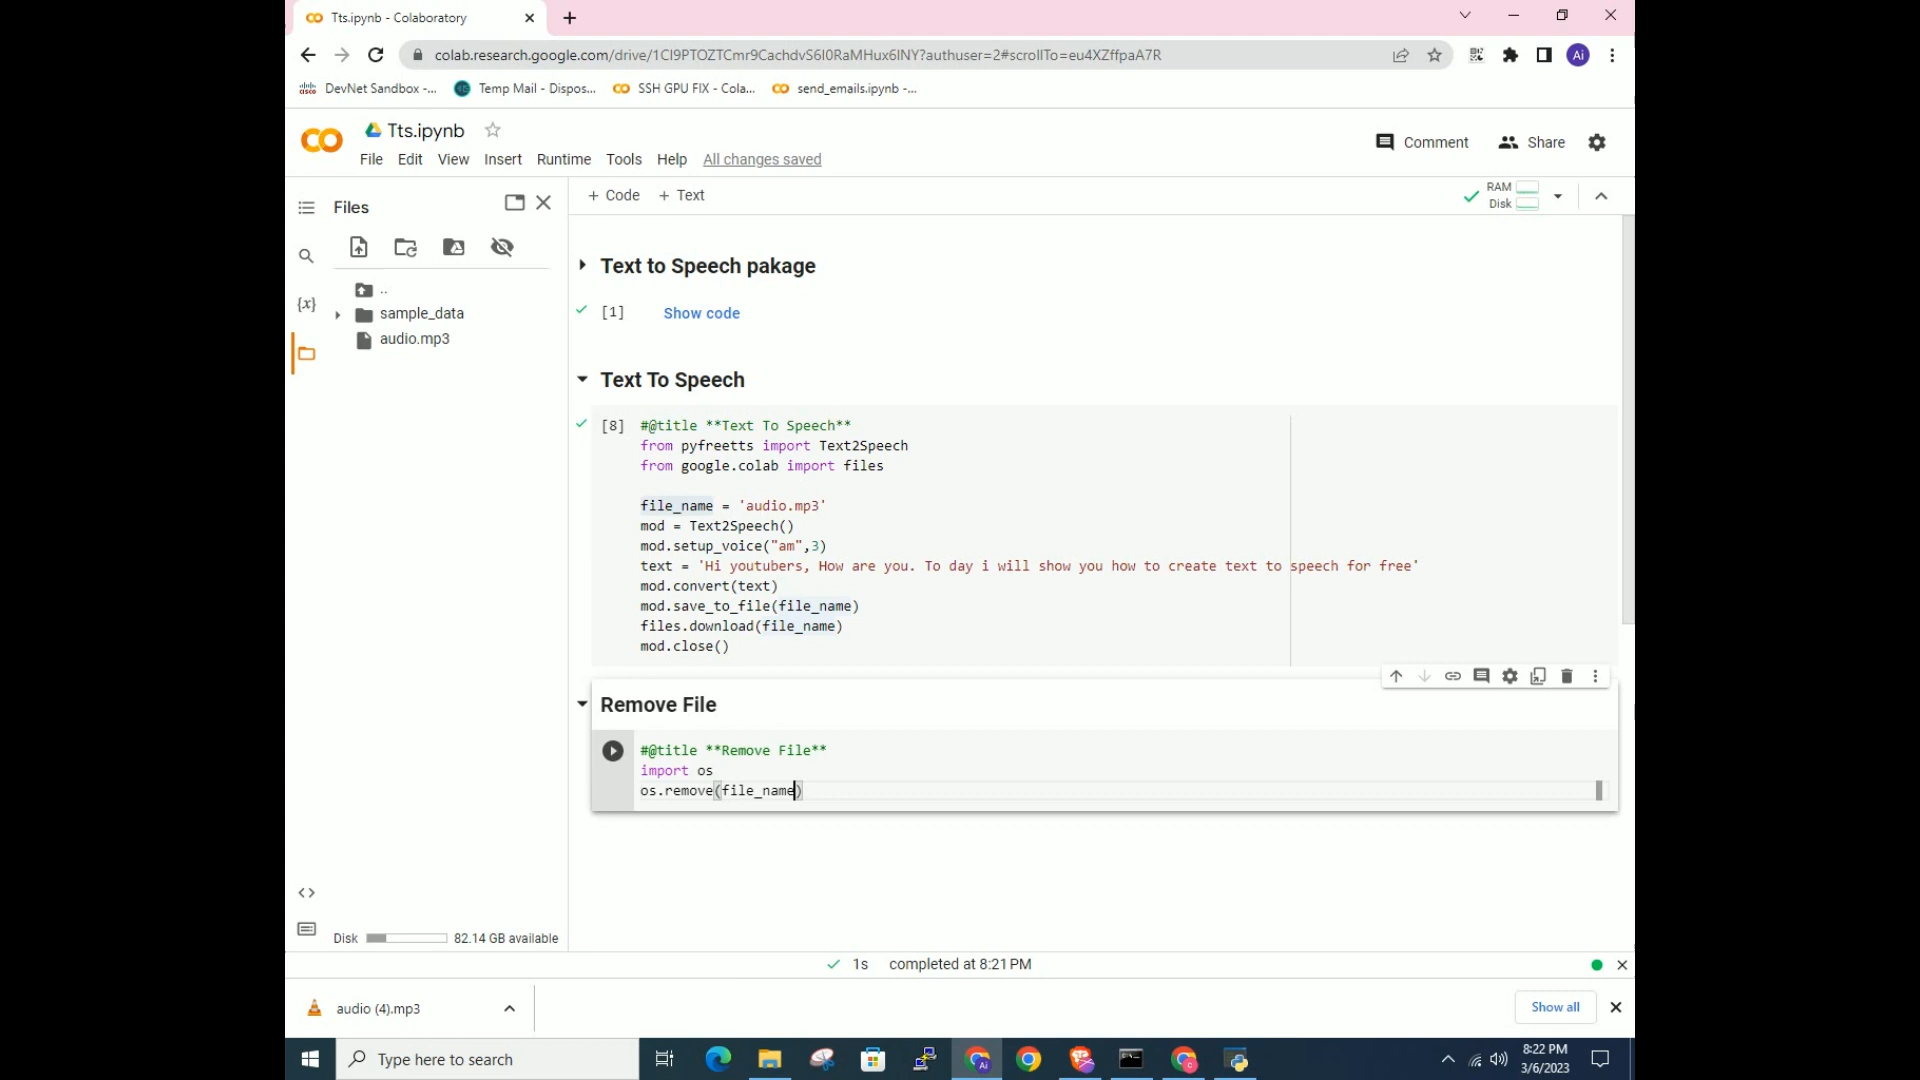 Tts.ipynb - Colaboratory
colab.research.google.com/drive/1CI9PTOZTCmr9CachdvS6I0RaMHux6INY?authuser=2#scrollTo=eu4XZffpaA7R
Ai
DevNet Sandbox -...
Temp Mail - Dispos...
SSH GPU FIX - Cola...
send_emails.ipynb -...
Tts.ipynb
Comment
Share
File Edit View Insert Runtime Tools Help All changes saved
Files
+ Code + Text
RAM
Disk
..
sample_data
audio.mp3
{x}
Text to Speech pakage
[1] Show code
Text To Speech
[8] #@title **Text To Speech**
from pyfreetts import Text2Speech
from google.colab import files
file_name = 'audio.mp3'
mod = Text2Speech()
mod.setup_voice("am",3)
text = 'Hi youtubers, How are you. To day i will show you how to create text to speech for free'
mod.convert(text)
mod.save_to_file(file_name)
files.download(file_name)
mod.close()
Remove File
#@title **Remove File**
import os
os.remove(file_name)
Disk 82.14 GB available
1s completed at 8:21 PM
audio (4).mp3
Show all
Type here to search
8:22 PM
3/6/2023